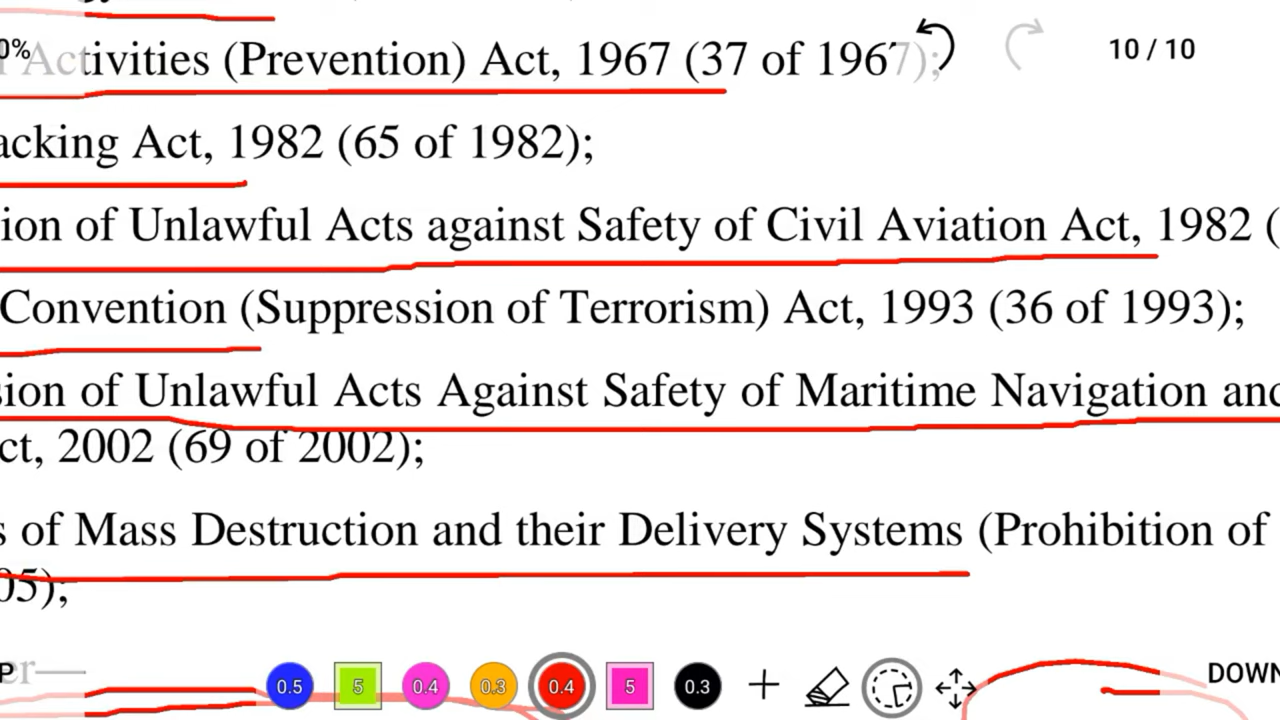 0%
Activities (Prevention) Act, 1967 (37 of 1967);
10 / 10
acking Act, 1982 (65 of 1982);
ion of Unlawful Acts against Safety of Civil Aviation Act, 1982 (
Convention (Suppression of Terrorism) Act, 1993 (36 of 1993);
sion of Unlawful Acts Against Safety of Maritime Navigation and
ct, 2002 (69 of 2002);
s of Mass Destruction and their Delivery Systems (Prohibition of
05);
er—
P
0.5 5 0.4 0.3 0.4 5 0.3
DOWN